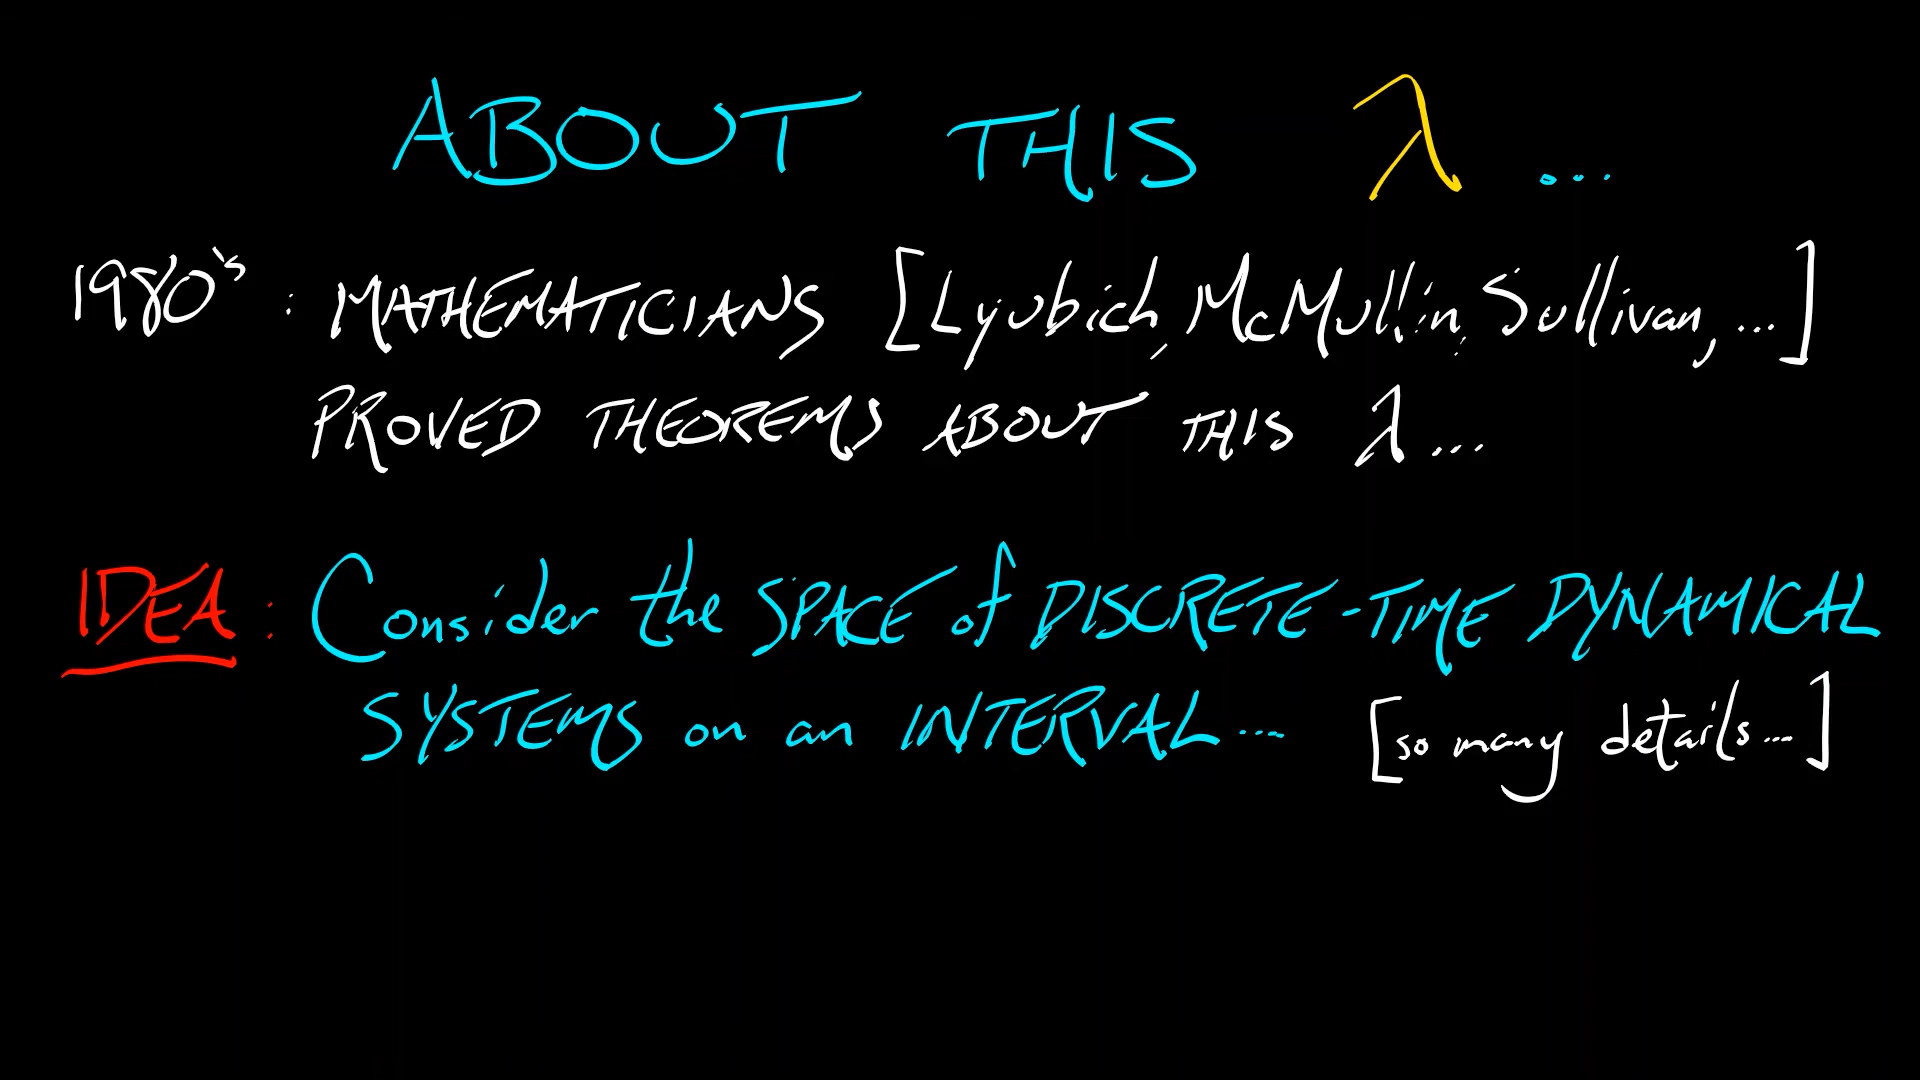 ABOUT THIS λ ...
1980's : MATHEMATICIANS [Lyubich, McMullin, Sullivan, ...]
PROVED THEOREMS ABOUT THIS λ ...
IDEA : Consider the SPACE of DISCRETE-TIME DYNAMICAL
SYSTEMS on an INTERVAL ... [so many details ...]